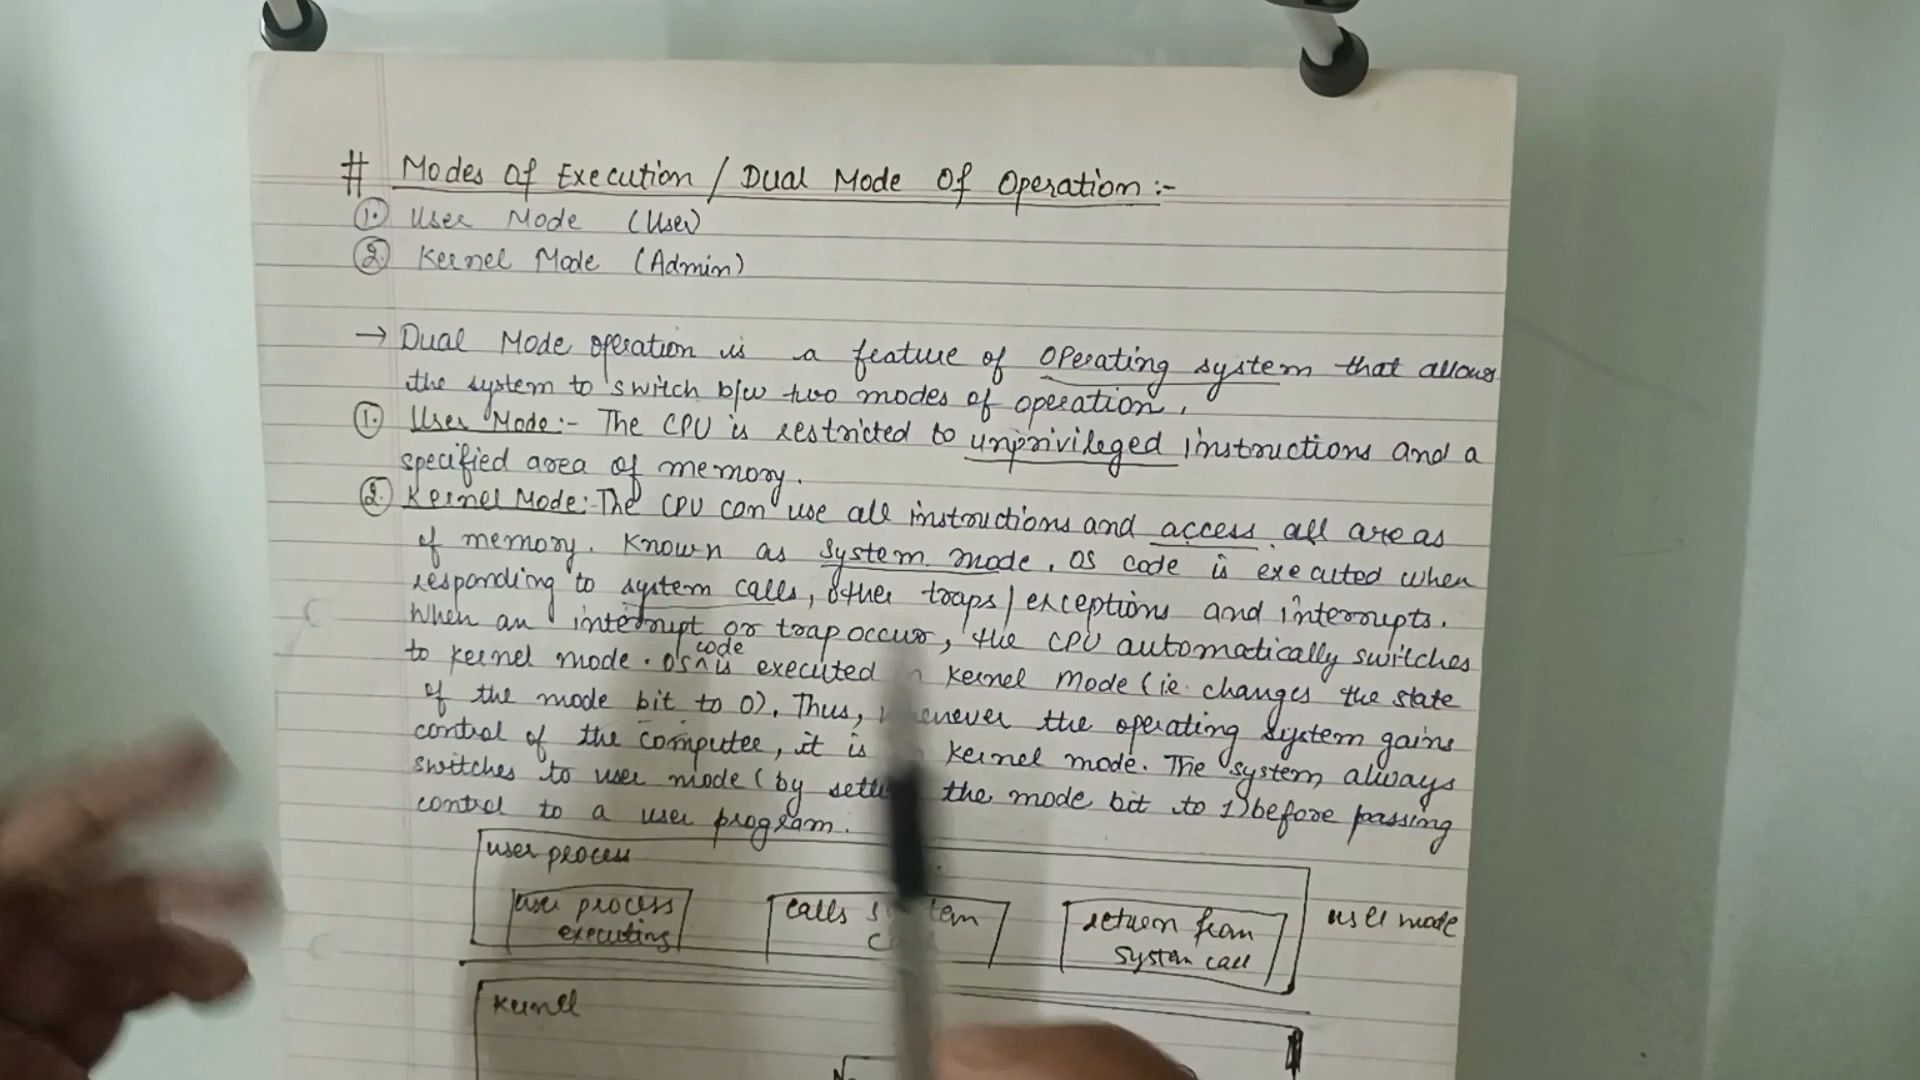 # Modes of Execution / Dual Mode of Operation :-
1. User Mode (User)
2. Kernel Mode (Admin)
→ Dual Mode operation is a feature of operating system that allows
the system to switch b/w two modes of operation.
1. User Mode:- The CPU is restricted to unprivileged instructions and a
specified area of memory.
2. Kernel Mode:- The CPU can use all instructions and access all areas
of memory. Known as system mode. OS code is executed when
responding to system calls, other traps/exceptions and interrupts.
When an interrupt or trap occur, the CPU automatically switches
to kernel mode. OS code is executed kernel mode (ie. changes the state
of the mode bit to 0). Thus, the operating system gains
control of the computer, it is kernel mode. The system always
switches to user mode (by the mode bit to 1) before passing
control to a user program.
user process
user process executing
calls
return from system call
user mode
kernel